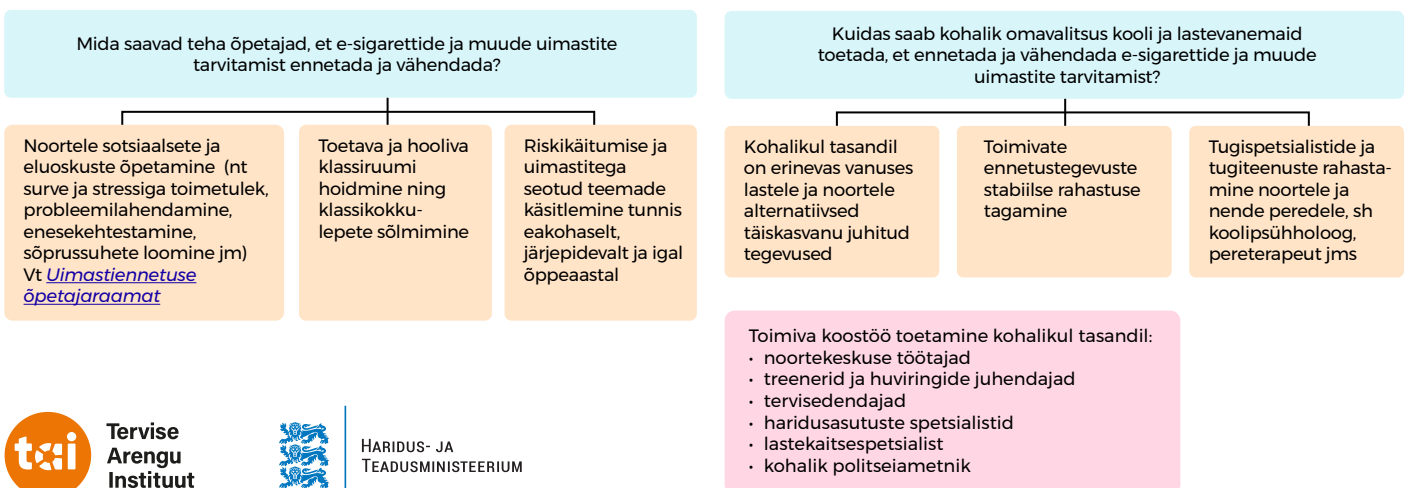 Mida saavad teha õpetajad, et e-sigarettide ja muude uimastite
tarvitamist ennetada ja vähendada?
Noortele sotsiaalsete ja
eluoskuste õpetamine (nt
surve ja stressiga toimetulek,
probleemilahendamine,
enesekehtestamine,
sõprussuhete loomine jm)
Vt Uimastiennetuse
õpetajaraamat
Toetava ja hooliva
klassiruumi
hoidmine ning
klassikokku-
lepete sõlmimine
Riskikäitumise ja
uimastitega
seotud teemade
käsitlemine tunnis
eakohaselt,
järjepidevalt ja igal
õppeaastal
Kuidas saab kohalik omavalitsus kooli ja lastevanemaid
toetada, et ennetada ja vähendada e-sigarettide ja muude
uimastite tarvitamist?
Kohalikul tasandil
on erinevas vanuses
lastele ja noortele
alternatiivsed
täiskasvanu juhitud
tegevused
Toimivate
ennetustegevuste
stabiilse rahastuse
tagamine
Tugispetsialistide ja
tugiteenuste rahasta-
mine noortele ja
nende peredele, sh
koolipsühholoog,
pereterapeut jms
Toimiva koostöö toetamine kohalikul tasandil:
• noortekeskuse töötajad
• treenerid ja huviringide juhendajad
• tervisedendajad
• haridusasutuste spetsialistid
• lastekaitsespetsialist
• kohalik politseiametnik
tai
Tervise
Arengu
Instituut
HARIDUS- JA
TEADUSMINISTEERIUM